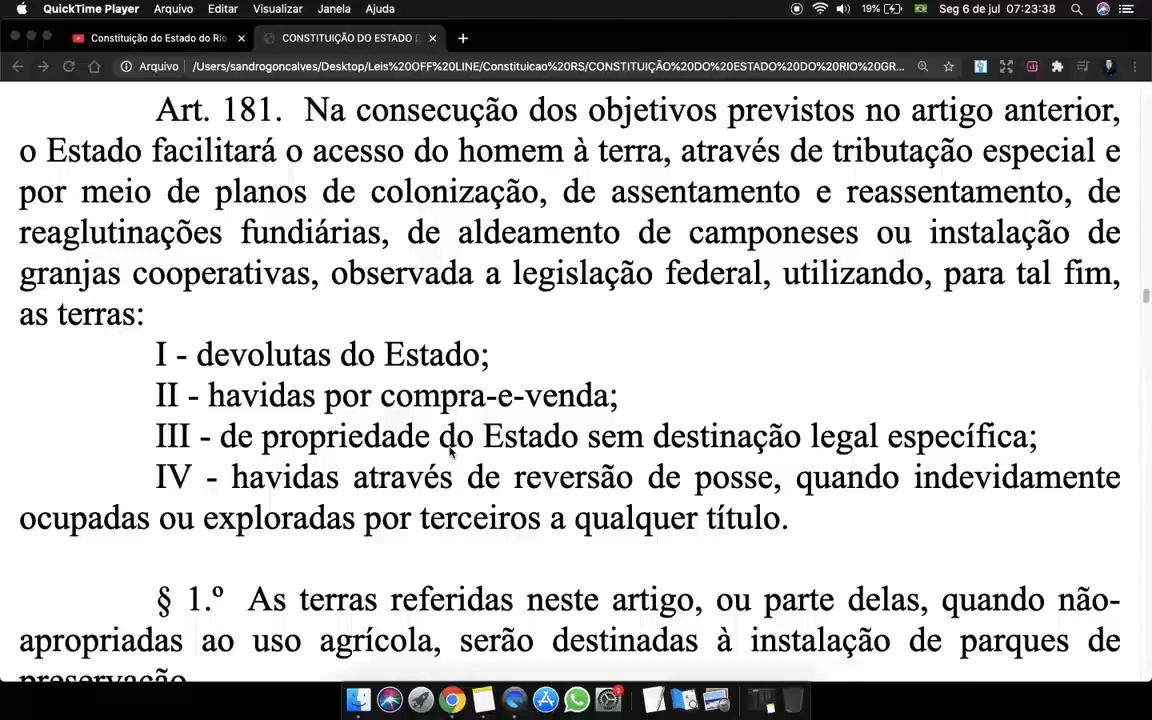 QuickTime Player Arquivo Editar Visualizar Janela Ajuda 19% Seg 6 de jul 07:23:38
Constituição do Estado do Rio CONSTITUIÇÃO DO ESTADO
Arquivo /Users/sandrogoncalves/Desktop/Leis%20OFF%20LINE/Constituicao%20RS/CONSTITUIÇÃO%20DO%20ESTADO%20DO%20RIO%20GR...
Art. 181. Na consecução dos objetivos previstos no artigo anterior,
o Estado facilitará o acesso do homem à terra, através de tributação especial e
por meio de planos de colonização, de assentamento e reassentamento, de
reaglutinações fundiárias, de aldeamento de camponeses ou instalação de
granjas cooperativas, observada a legislação federal, utilizando, para tal fim,
as terras:
I - devolutas do Estado;
II - havidas por compra-e-venda;
III - de propriedade do Estado sem destinação legal específica;
IV - havidas através de reversão de posse, quando indevidamente
ocupadas ou exploradas por terceiros a qualquer título.
§ 1.º As terras referidas neste artigo, ou parte delas, quando não-
apropriadas ao uso agrícola, serão destinadas à instalação de parques de
preservação